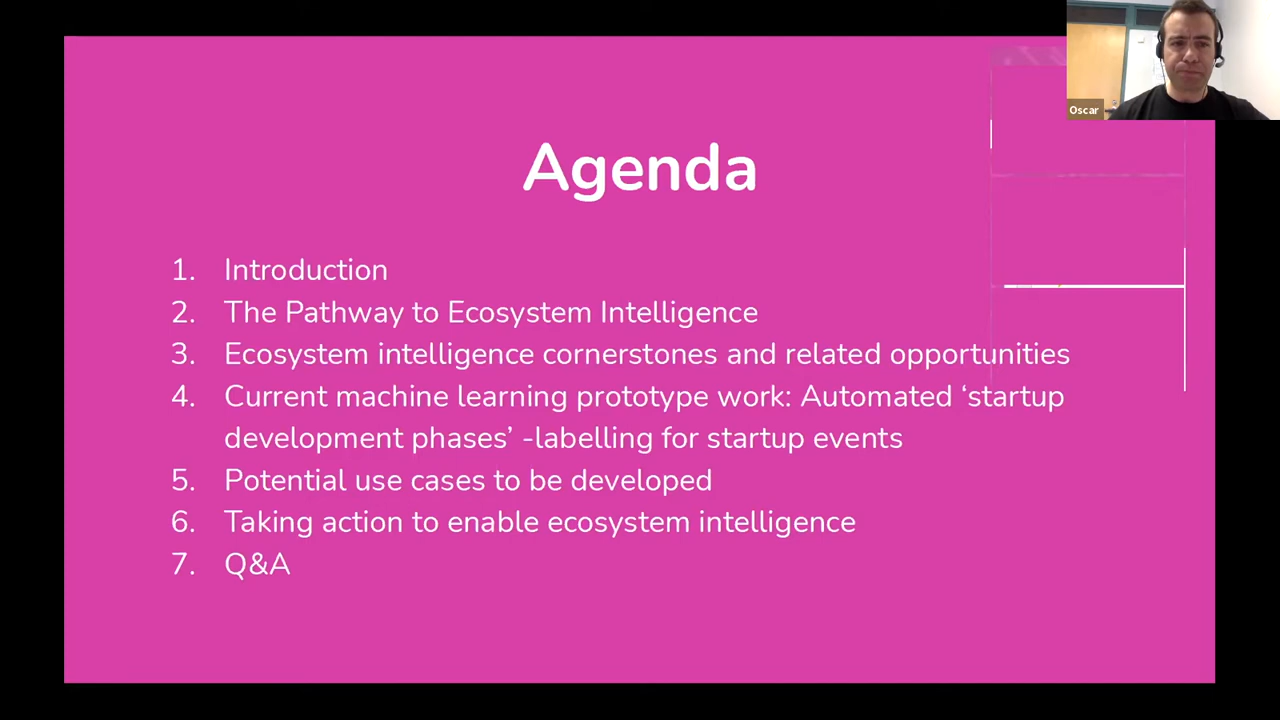 Oscar
Agenda
1. Introduction
2. The Pathway to Ecosystem Intelligence
3. Ecosystem intelligence cornerstones and related opportunities
4. Current machine learning prototype work: Automated ‘startup
development phases’ -labelling for startup events
5. Potential use cases to be developed
6. Taking action to enable ecosystem intelligence
7. Q&A